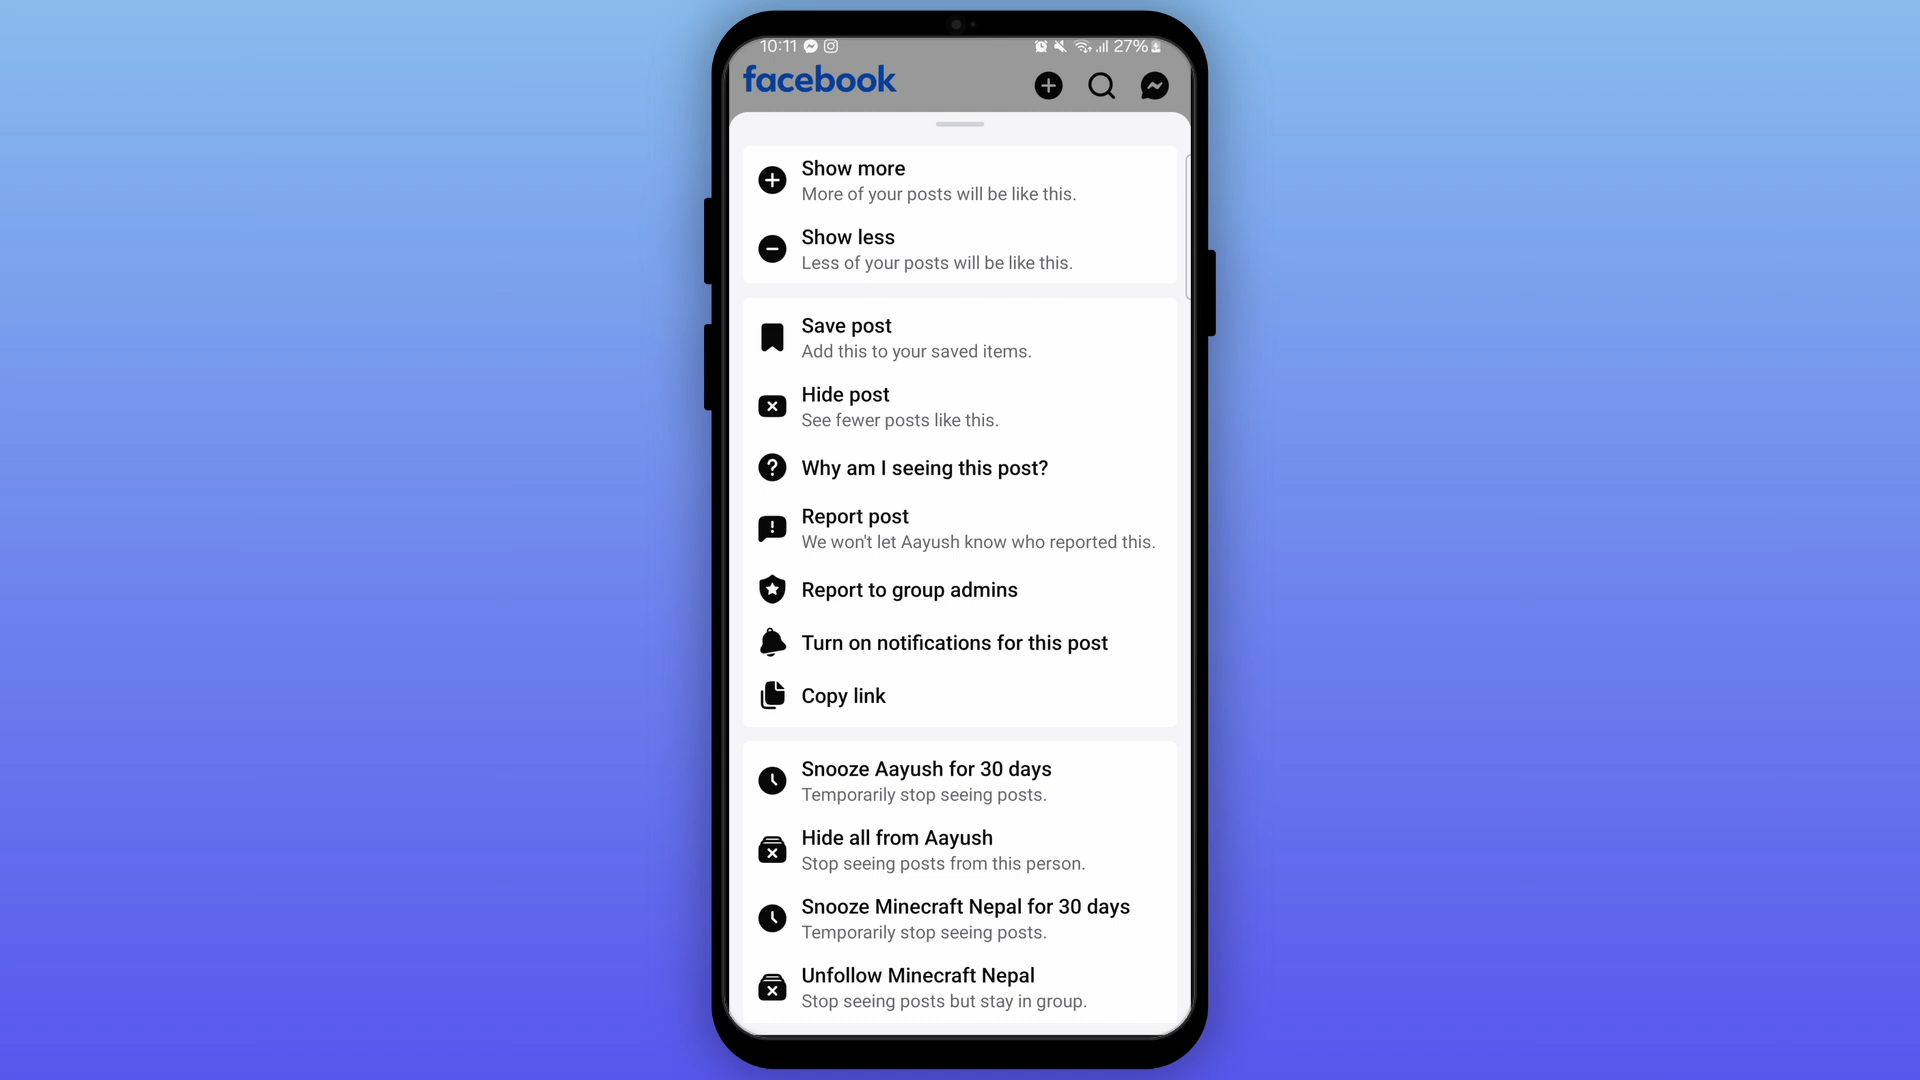 10:11
27%
facebook
Show more
More of your posts will be like this.
Show less
Less of your posts will be like this.
Save post
Add this to your saved items.
Hide post
See fewer posts like this.
Why am I seeing this post?
Report post
We won't let Aayush know who reported this.
Report to group admins
Turn on notifications for this post
Copy link
Snooze Aayush for 30 days
Temporarily stop seeing posts.
Hide all from Aayush
Stop seeing posts from this person.
Snooze Minecraft Nepal for 30 days
Temporarily stop seeing posts.
Unfollow Minecraft Nepal
Stop seeing posts but stay in group.